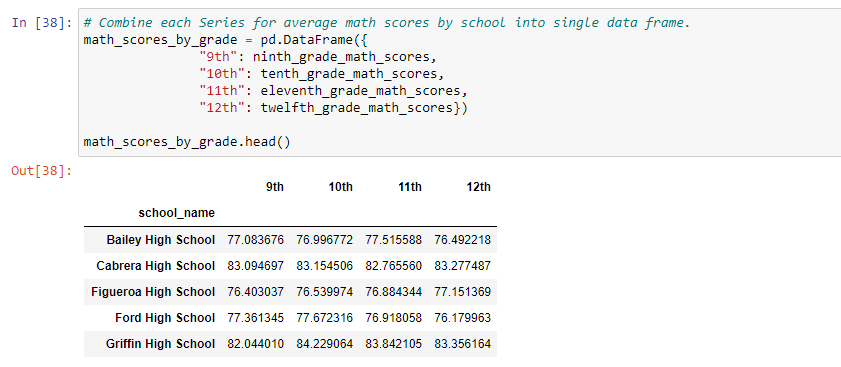 In [38]: # Combine each Series for average math scores by school into single data frame.
math_scores_by_grade = pd.DataFrame({
"9th": ninth_grade_math_scores,
"10th": tenth_grade_math_scores,
"11th": eleventh_grade_math_scores,
"12th": twelfth_grade_math_scores})
math_scores_by_grade.head()
Out[38]:
9th 10th 11th 12th
school_name
Bailey High School 77.083676 76.996772 77.515588 76.492218
Cabrera High School 83.094697 83.154506 82.765560 83.277487
Figueroa High School 76.403037 76.539974 76.884344 77.151369
Ford High School 77.361345 77.672316 76.918058 76.179963
Griffin High School 82.044010 84.229064 83.842105 83.356164